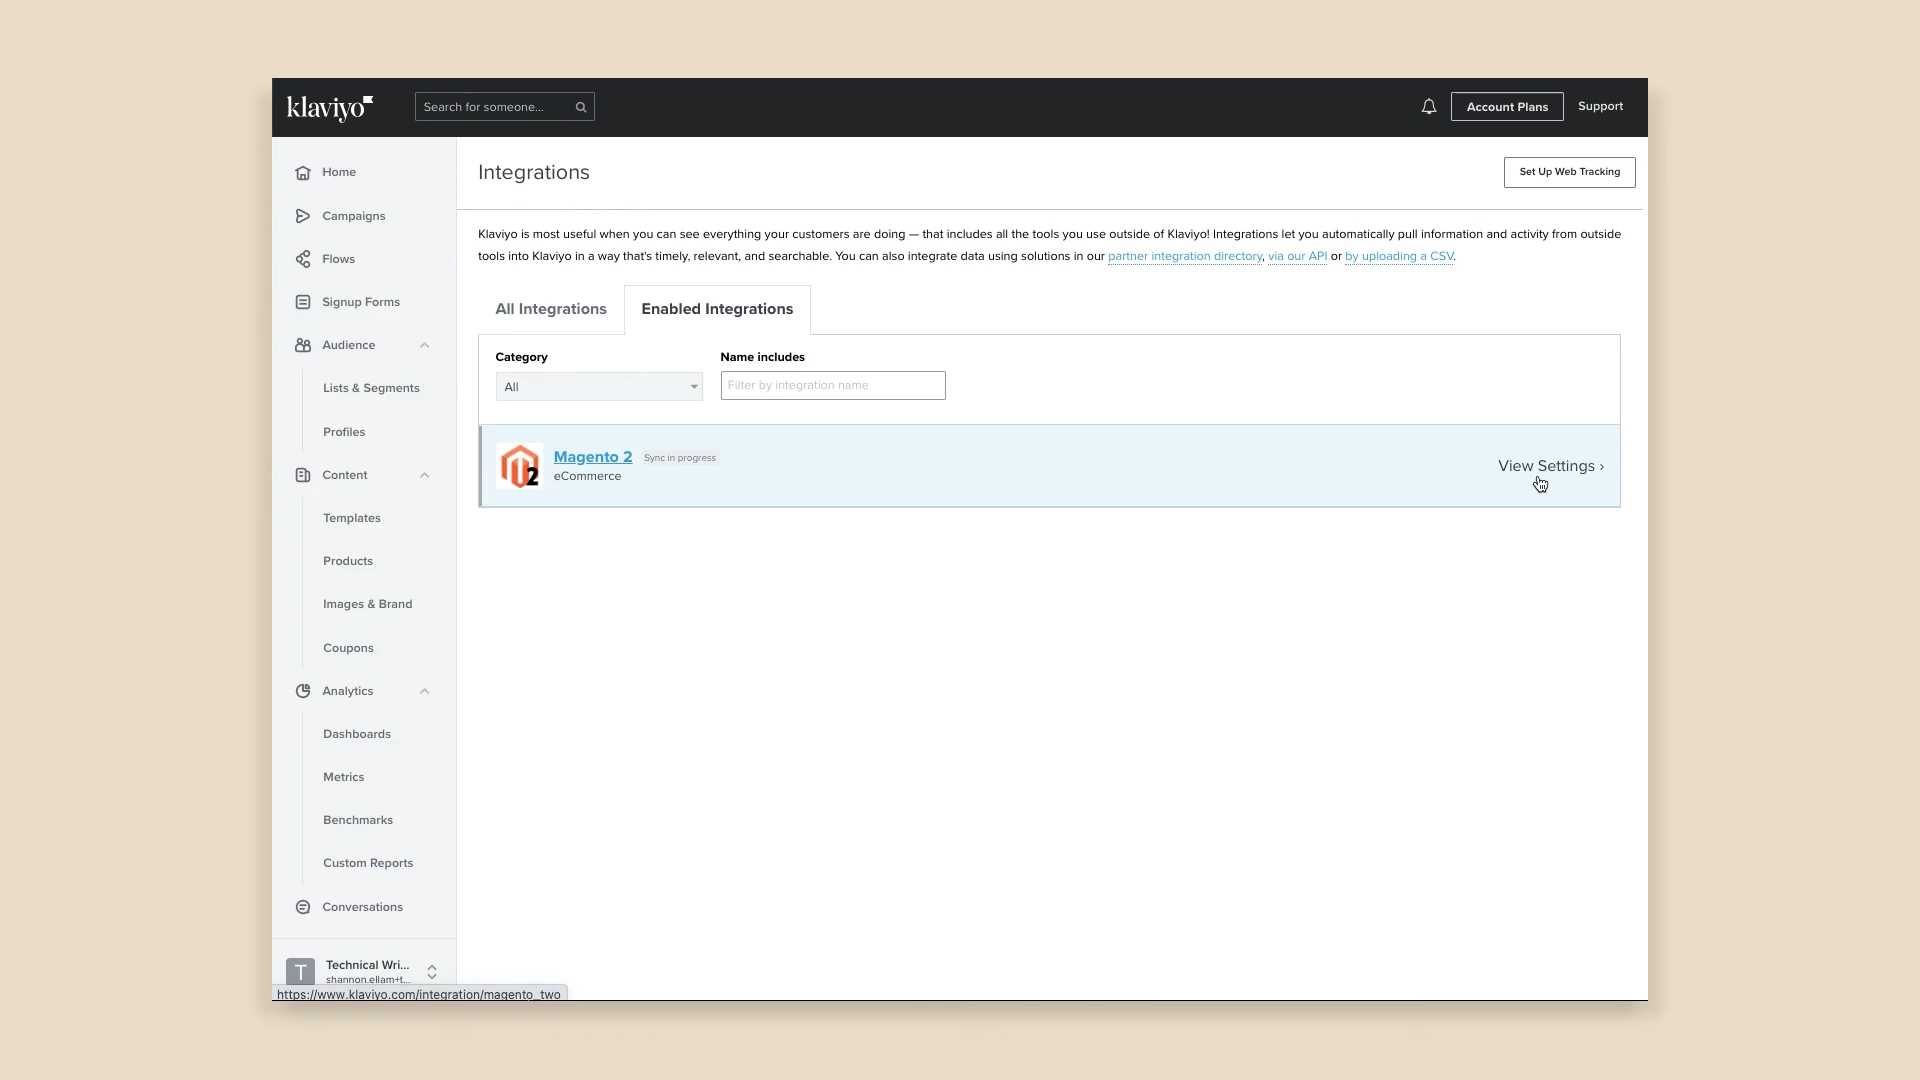 klaviyo
Search for someone...
Account Plans
Support
Home
Campaigns
Flows
Signup Forms
Audience
Lists & Segments
Profiles
Content
Templates
Products
Images & Brand
Coupons
Analytics
Dashboards
Metrics
Benchmarks
Custom Reports
Conversations
T
Technical Wri...
shannon.ellam+t...
https://www.klaviyo.com/integration/magento_two
Integrations
Set Up Web Tracking
Klaviyo is most useful when you can see everything your customers are doing — that includes all the tools you use outside of Klaviyo! Integrations let you automatically pull information and activity from outside
tools into Klaviyo in a way that's timely, relevant, and searchable. You can also integrate data using solutions in our partner integration directory, via our API or by uploading a CSV.
All Integrations
Enabled Integrations
Category
Name includes
All
Filter by integration name
2
Magento 2
Sync in progress
eCommerce
View Settings ›